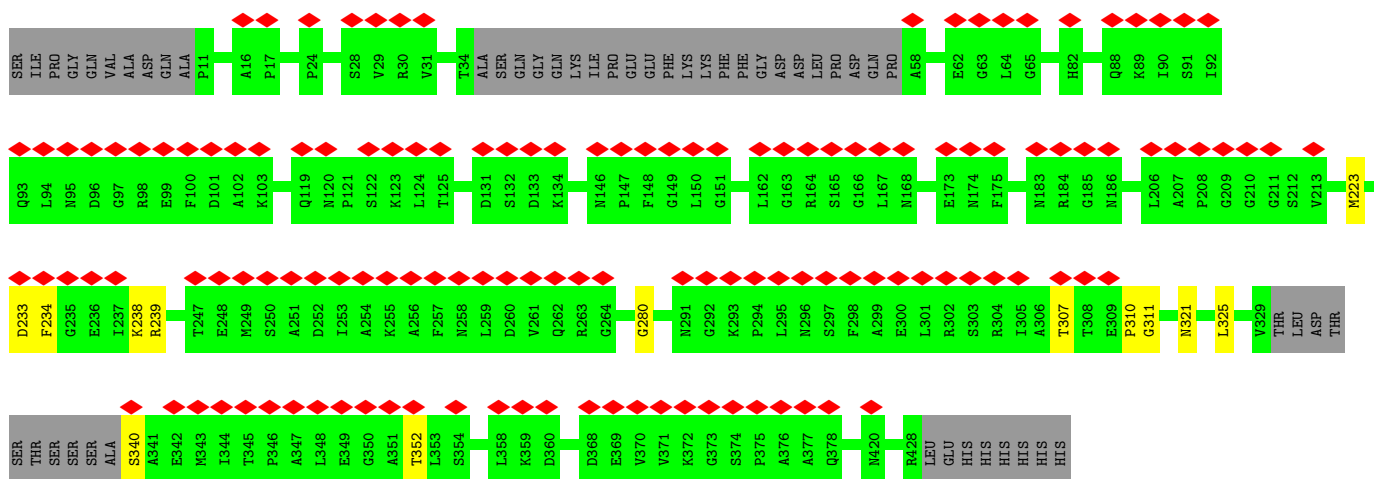 SER ILE PRO GLY GLN VAL ALA ASP GLN ALA P11 A16 P17 P24 S28 V29 R30 V31 T34 ALA SER GLN GLY GLN LYS ILE PRO GLU GLU PHE LYS LYS PHE PHE GLY ASP ASP LEU PRO ASP GLN PRO A58 E62 G63 L64 G65 H82 Q88 K89 I90 S91 I92
Q93 L94 N95 D96 G97 R98 E99 F100 D101 A102 K103 Q119 N120 P121 S122 K123 L124 T125 D131 S132 D133 K134 N146 P147 F148 G149 L150 G151 L162 G163 R164 S165 G166 L167 N168 E173 N174 F175 N183 R184 G185 N186 L206 A207 P208 G209 G210 G211 S212 V213 M223
D233 F234 G235 E236 I237 K238 R239 T247 E248 M249 S250 A251 D252 I253 A254 K255 A256 F257 N258 L259 D260 V261 Q262 R263 G264 G280 N291 G292 K293 P294 L295 N296 S297 F298 A299 E300 L301 R302 S303 R304 I305 A306 T307 T308 E309 P310 G311 N321 L325 V329 THR LEU ASP THR
SER THR SER SER SER ALA S340 A341 E342 M343 I344 T345 P346 A347 L348 E349 G350 A351 T352 L353 S354 L358 K359 D360 D368 E369 V370 V371 K372 G373 S374 P375 A376 A377 Q378 N420 R428 LEU GLU HIS HIS HIS HIS HIS HIS